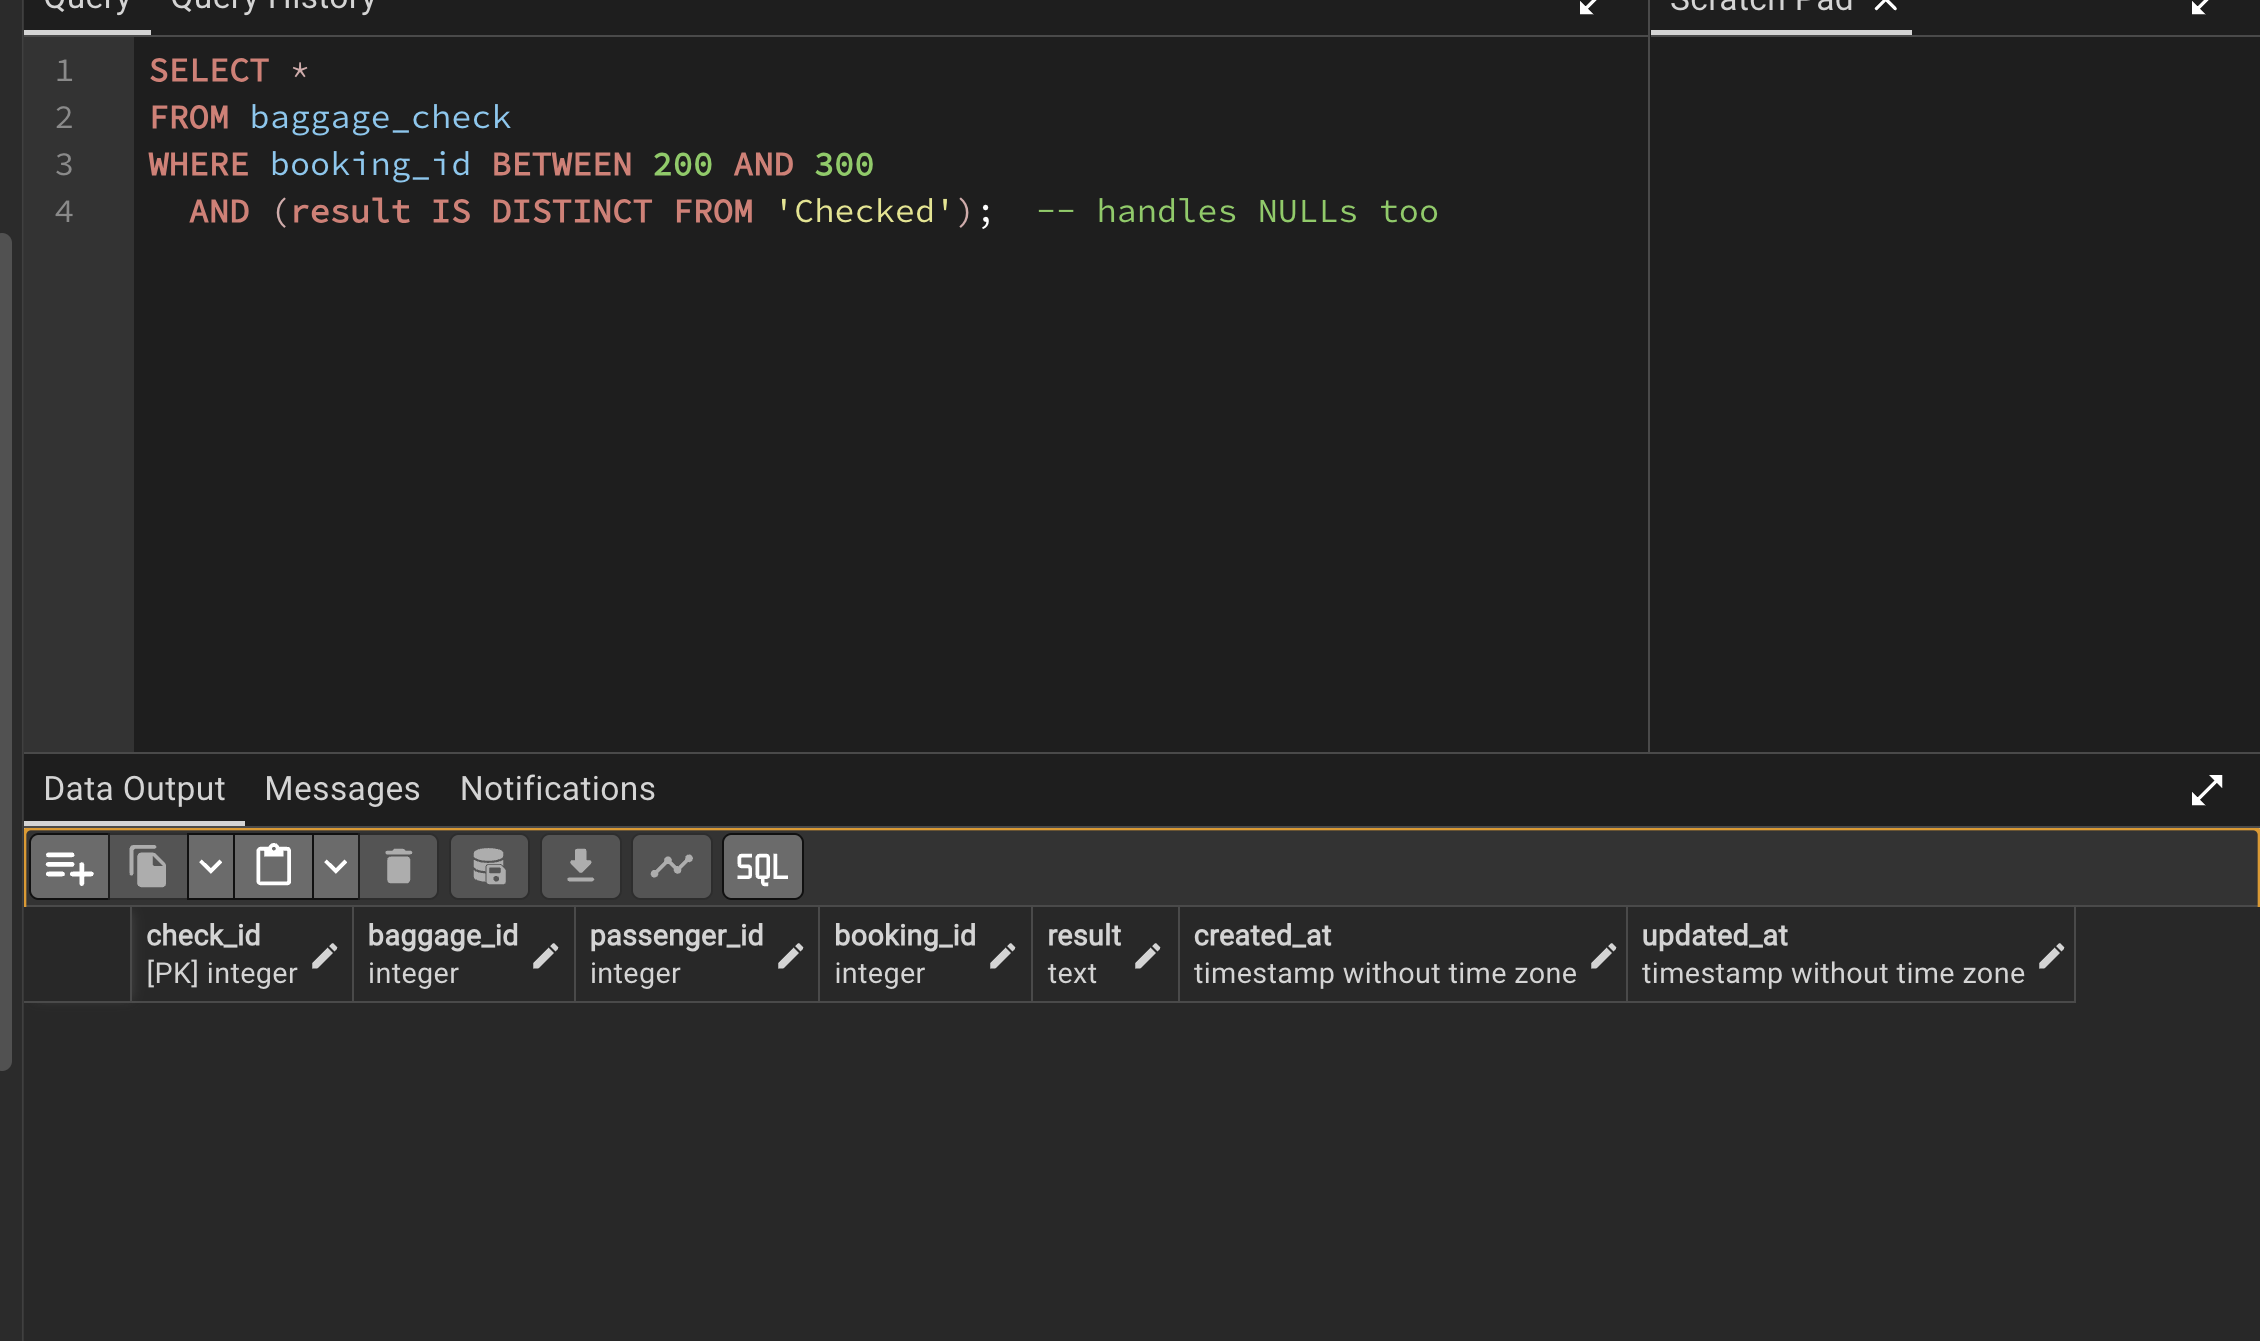 Query Query History
Scratch Pad
1 SELECT *
2 FROM baggage_check
3 WHERE booking_id BETWEEN 200 AND 300
4 AND (result IS DISTINCT FROM 'Checked'); -- handles NULLs too
Data Output Messages Notifications
SQL
check_id baggage_id passenger_id booking_id result created_at updated_at
[PK] integer integer integer integer text timestamp without time zone timestamp without time zone